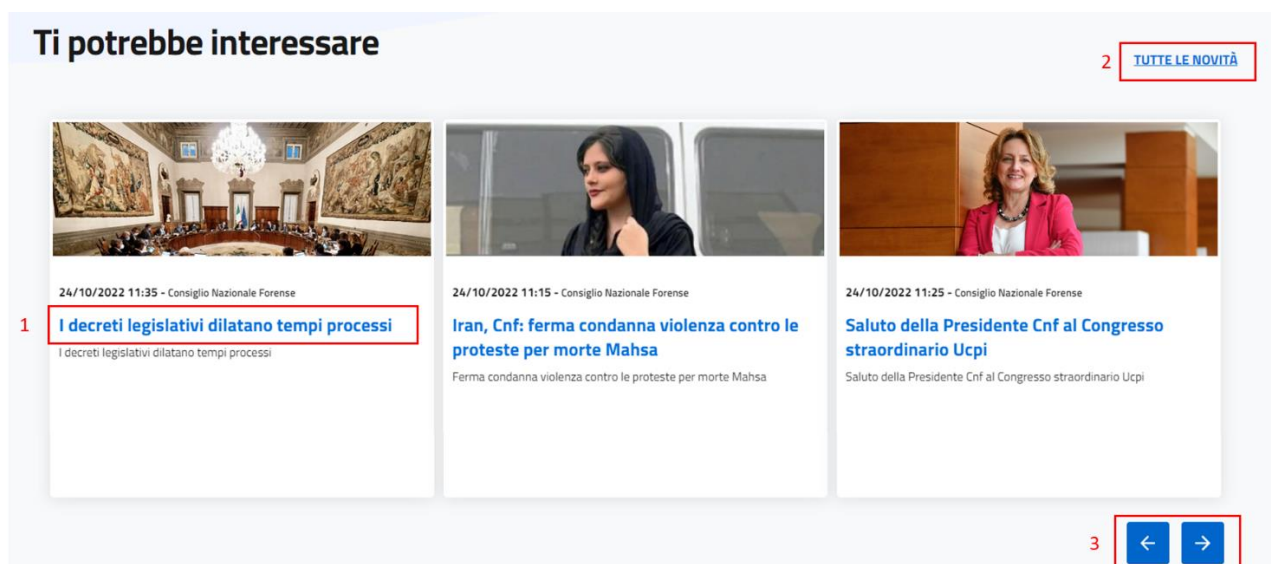 Ti potrebbe interessare
2
TUTTE LE NOVITÀ
24/10/2022 11:35 - Consiglio Nazionale Forense
1
I decreti legislativi dilatano tempi processi
I decreti legislativi dilatano tempi processi
24/10/2022 11:15 - Consiglio Nazionale Forense
Iran, Cnf: ferma condanna violenza contro le
proteste per morte Mahsa
Ferma condanna violenza contro le proteste per morte Mahsa
24/10/2022 11:25 - Consiglio Nazionale Forense
Saluto della Presidente Cnf al Congresso
straordinario Ucpi
Saluto della Presidente Cnf al Congresso straordinario Ucpi
3